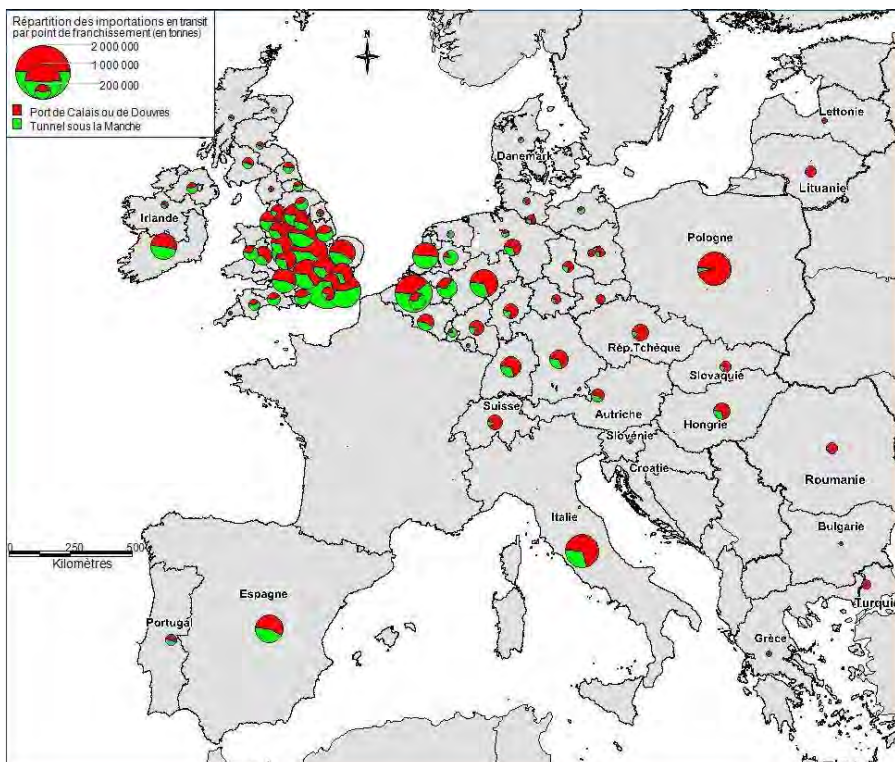 Répartition des importations en transit
par point de franchissement (en tonnes)
2 000 000
1 000 000
200 000
Port de Calais ou de Douvres
Tunnel sous la Manche
N
Lettonie
Danemark
Lituanie
Irlande
Pologne
Rép.Tchèque
Slovaquie
Suisse
Autriche
Hongrie
Slovénie
Croatie
Roumanie
Italie
Bulgarie
0 250 500
Kilomètres
Espagne
Portugal
Turquie
Grèce